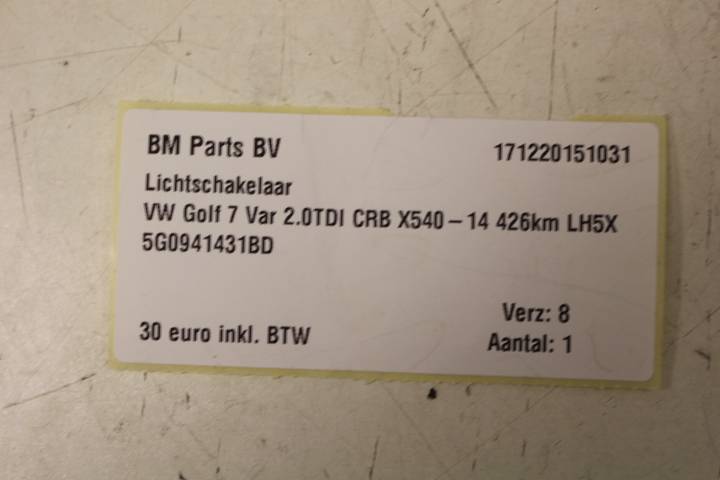 BM Parts BV 171220151031
Lichtschakelaar
VW Golf 7 Var 2.0TDI CRB X540 – 14 426km LH5X
5G0941431BD
Verz: 8
30 euro inkl. BTW Aantal: 1